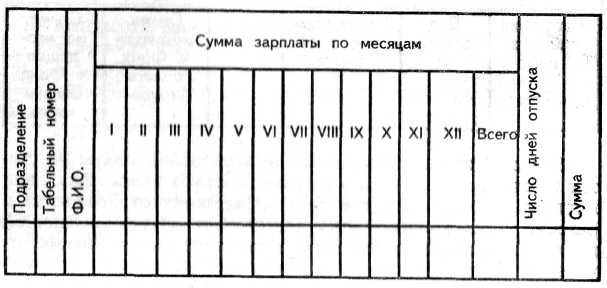 Подразделение
Табельный номер
Ф.И.О.
Сумма зарплаты по месяцам
I II III IV V VI VII VIII IX X XI XII Всего
Число дней отпуска
Сумма